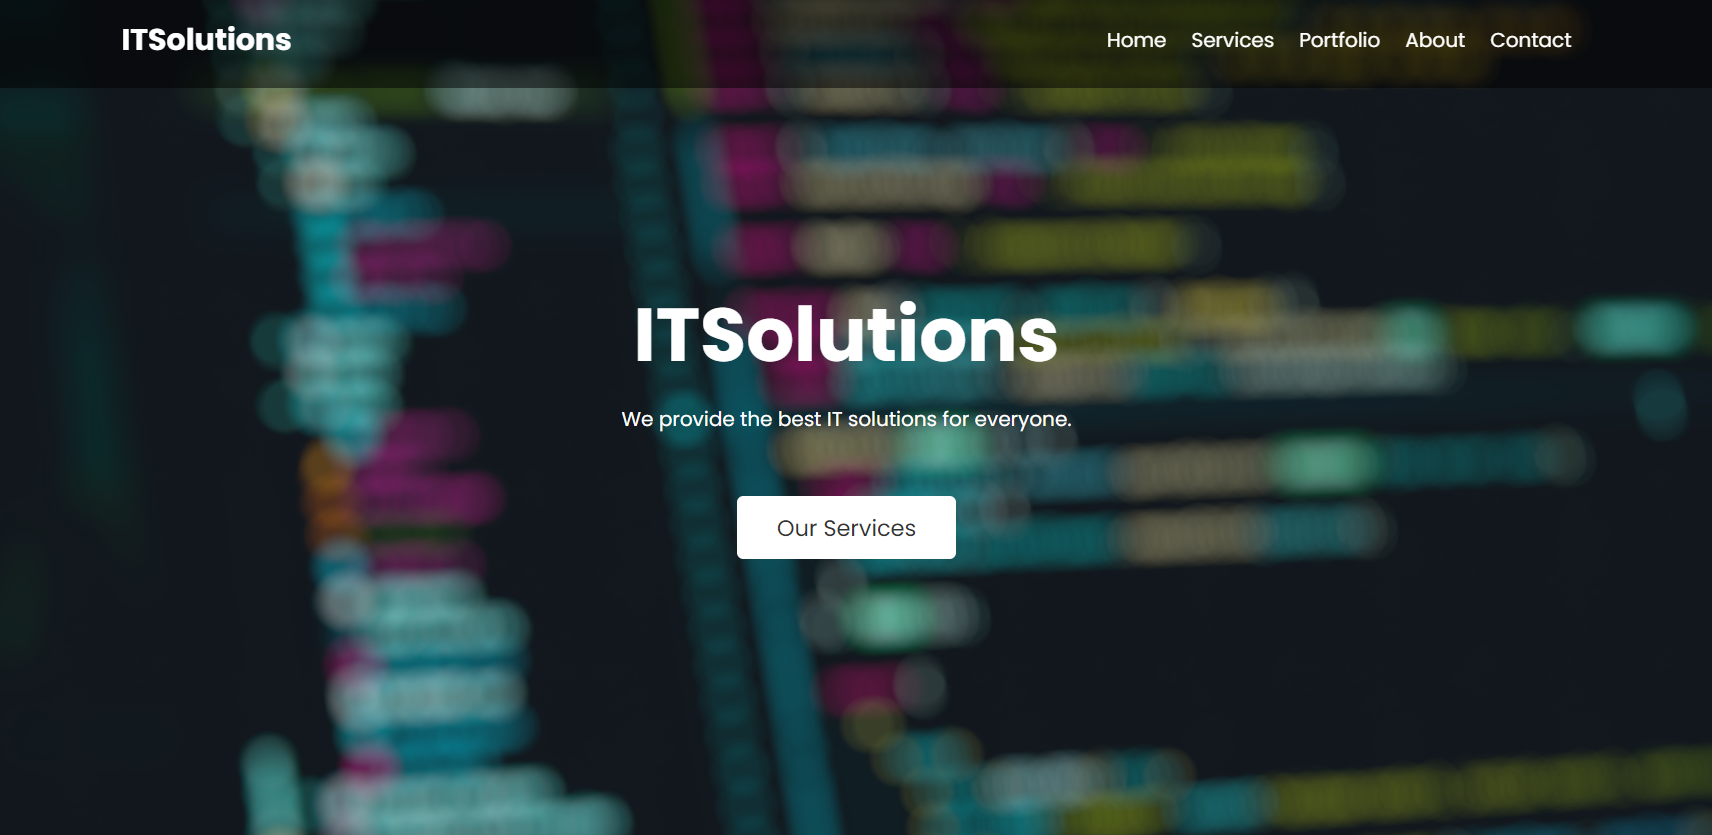 ITSolutions
Home Services Portfolio About Contact
ITSolutions
We provide the best IT solutions for everyone.
Our Services